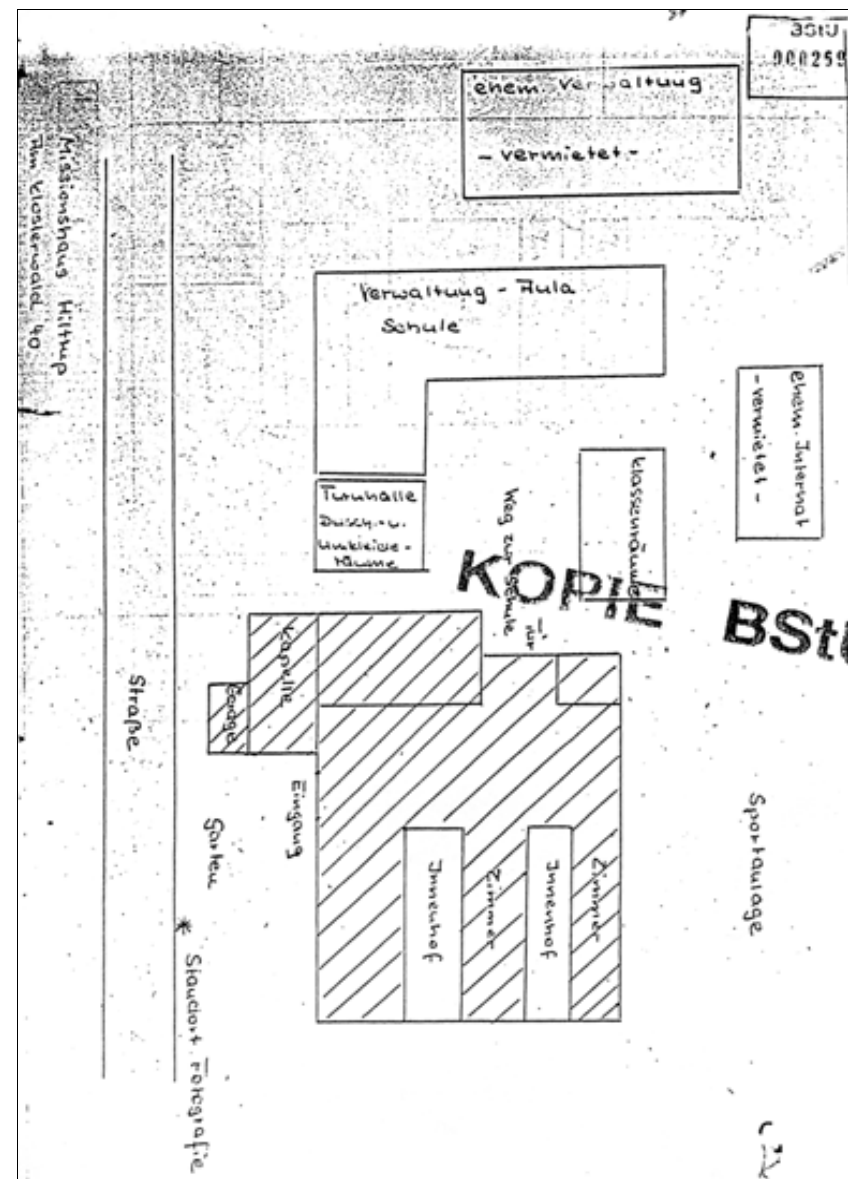 BStU
000259
ehem. Verwaltung
- vermietet -
Missionshaus Hiltrup
Am Klosterwald 40
Verwaltung - Aula
Schule
ehem. Internat
- vermietet -
Klassenräume
Turnhalle
Dusch- u.
Umkleide-
räume
Weg zur Schule
Tür
KOPIE BSt
Kapelle
Garage
Straße
Eingang
Garten
Innenhof
Zimmer
Innenhof
Zimmer
Sportanlage
* Standort Fotografie